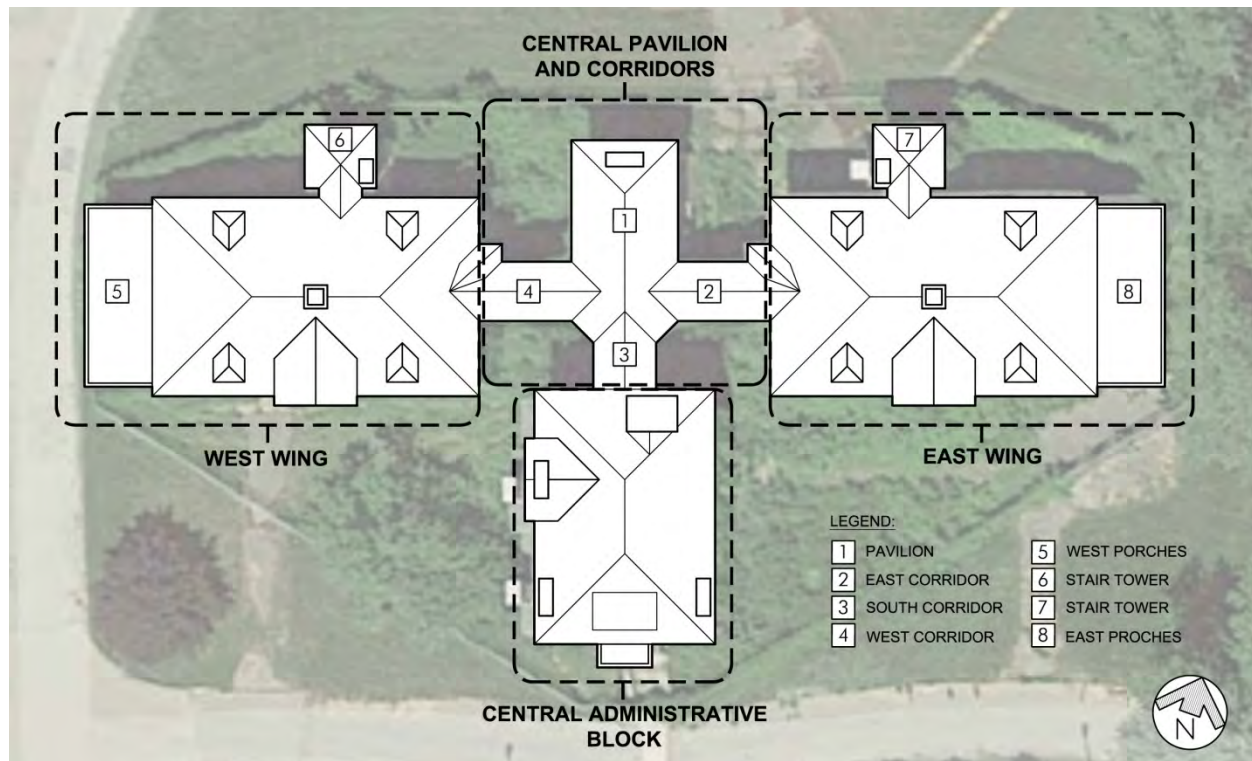 CENTRAL PAVILION
AND CORRIDORS
6
7
1
5
4
2
8
3
WEST WING
EAST WING
LEGEND:
1 PAVILION
2 EAST CORRIDOR
3 SOUTH CORRIDOR
4 WEST CORRIDOR
5 WEST PORCHES
6 STAIR TOWER
7 STAIR TOWER
8 EAST PROCHES
CENTRAL ADMINISTRATIVE
BLOCK
N